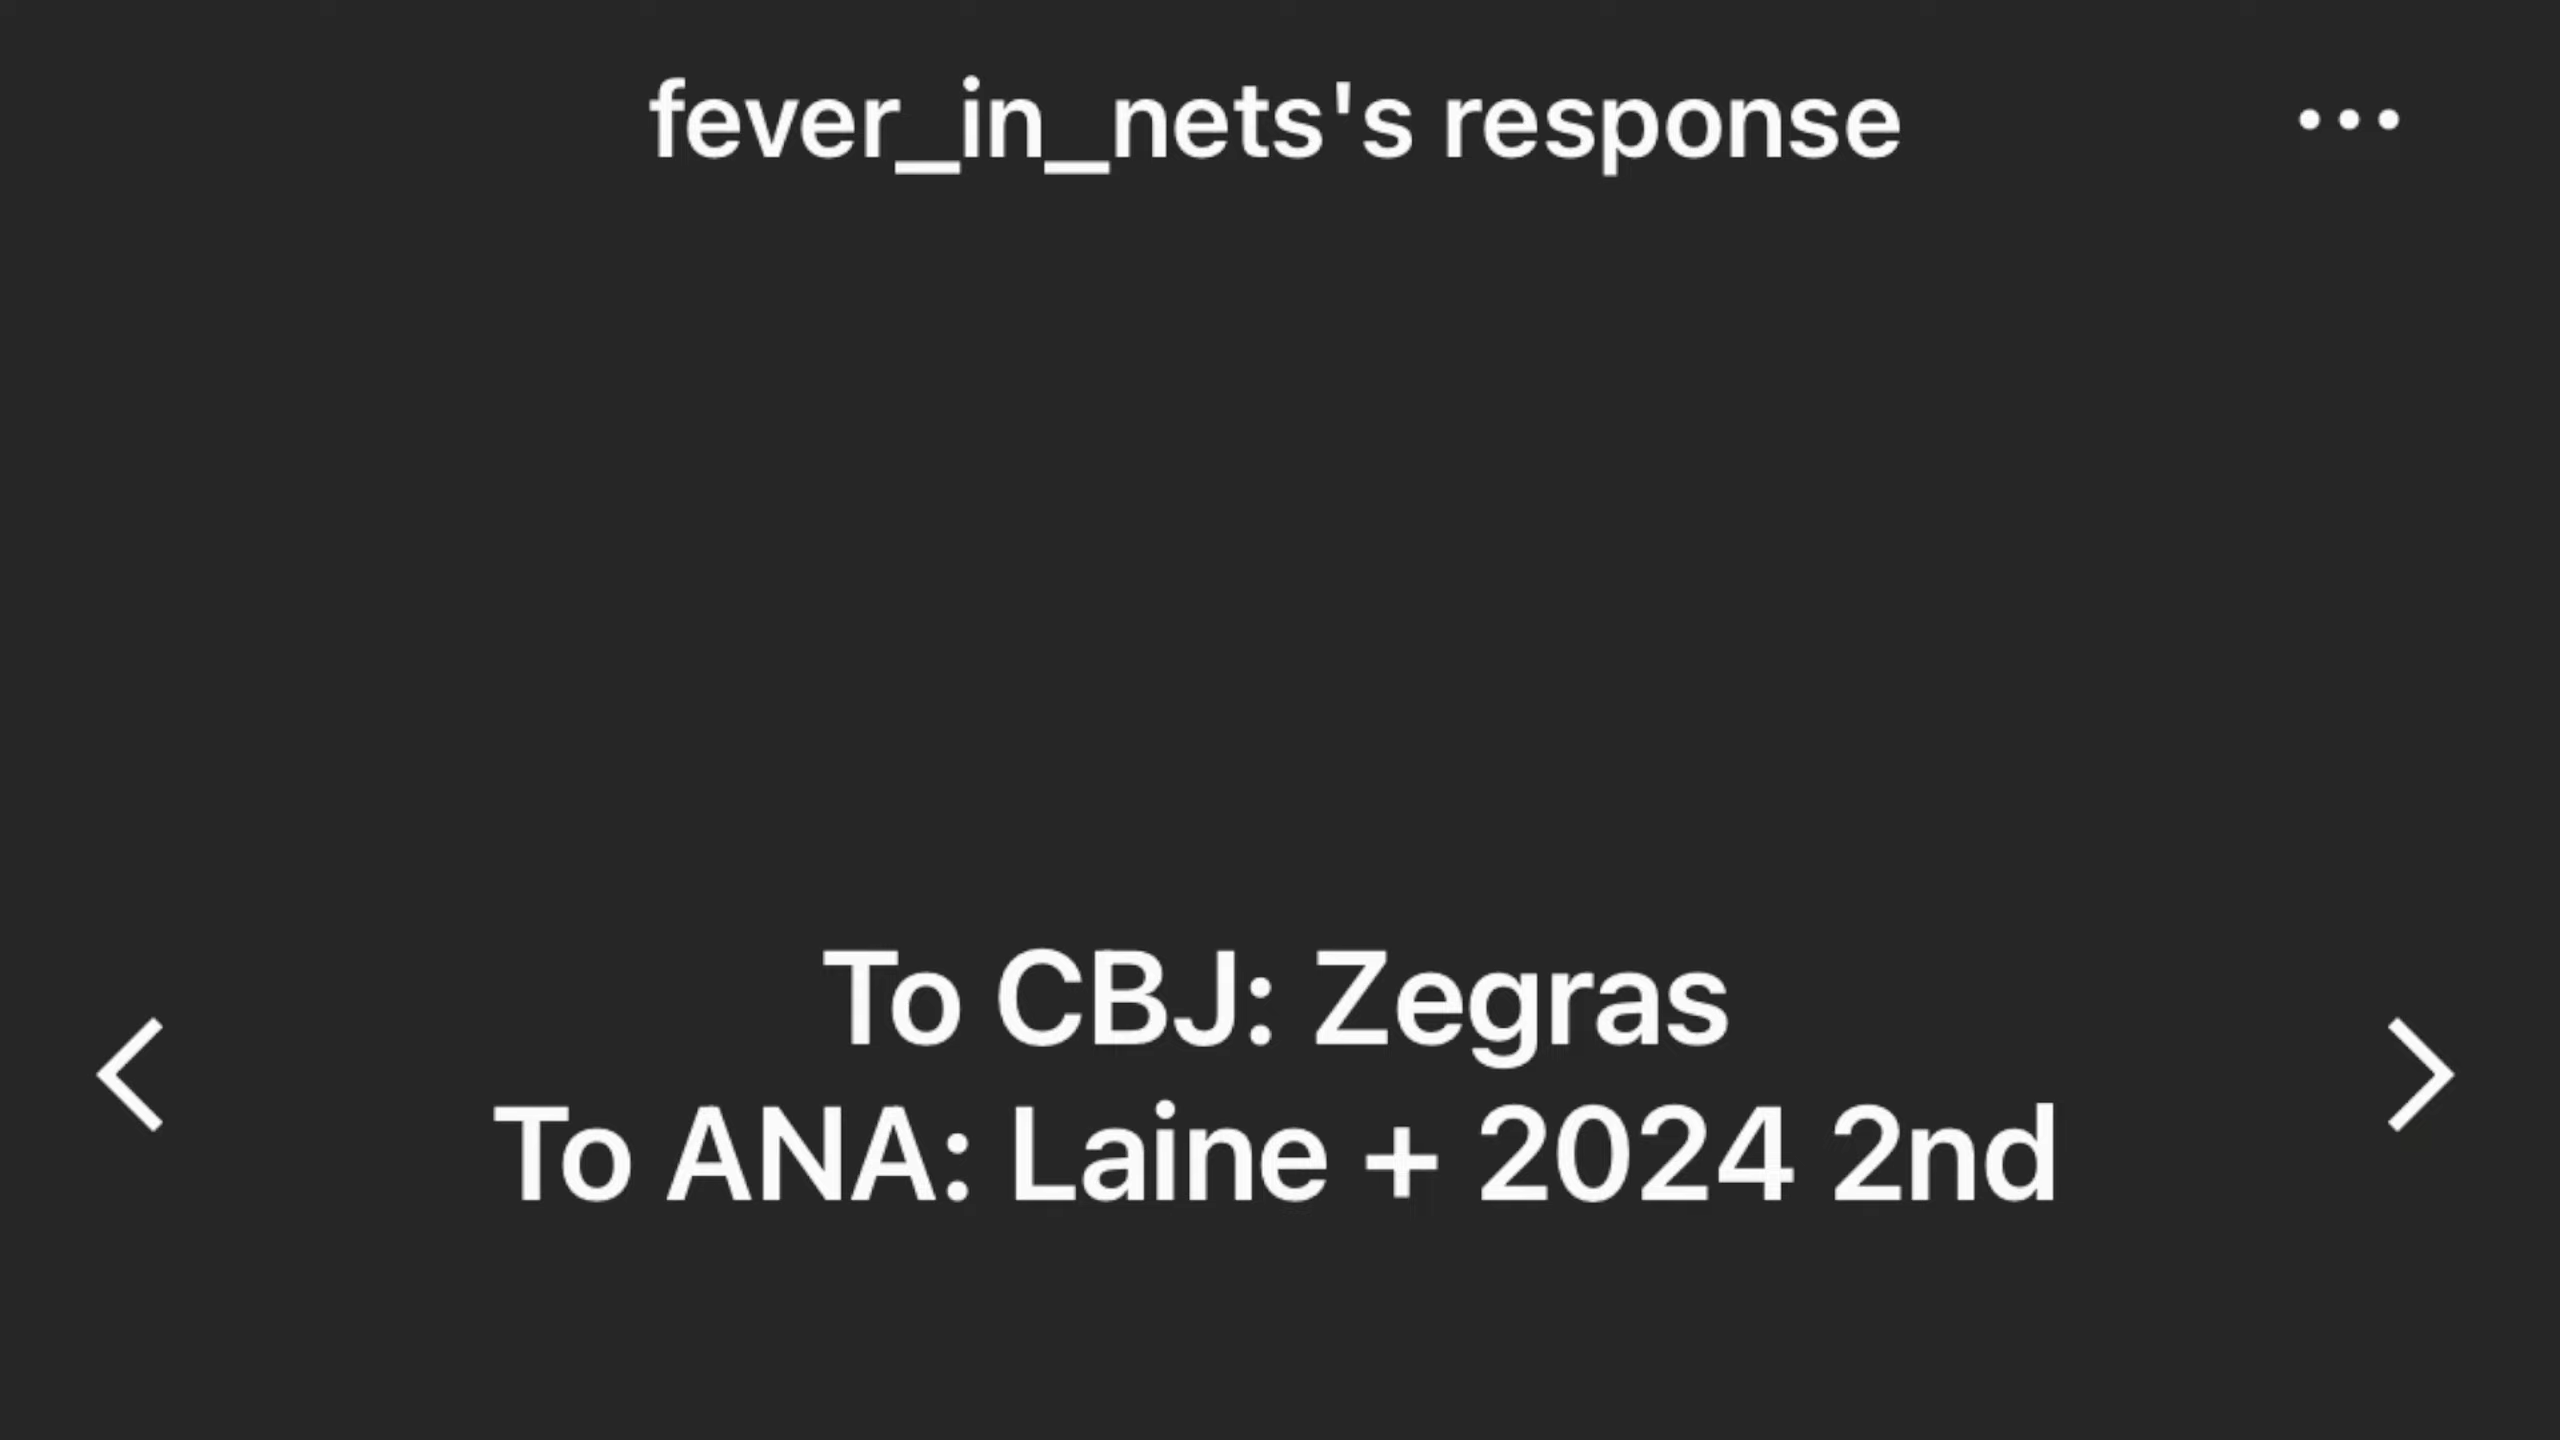 fever_in_nets's response
To CBJ: Zegras
To ANA: Laine + 2024 2nd